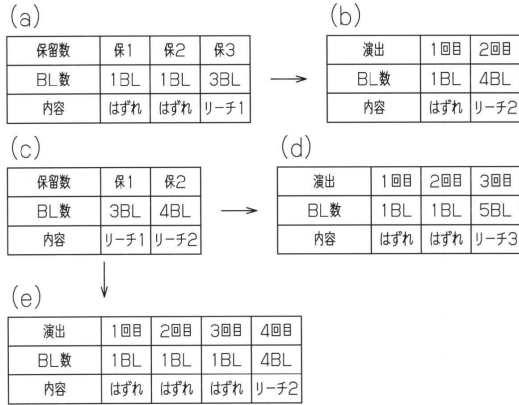 (a)
保留数 保1 保2 保3
BL数 1BL 1BL 3BL
内容 はずれ はずれ リーチ1
(b)
演出 1回目 2回目
BL数 1BL 4BL
内容 はずれ リーチ2
(c)
保留数 保1 保2
BL数 3BL 4BL
内容 リーチ1 リーチ2
(d)
演出 1回目 2回目 3回目
BL数 1BL 1BL 5BL
内容 はずれ はずれ リーチ3
(e)
演出 1回目 2回目 3回目 4回目
BL数 1BL 1BL 1BL 4BL
内容 はずれ はずれ はずれ リーチ2